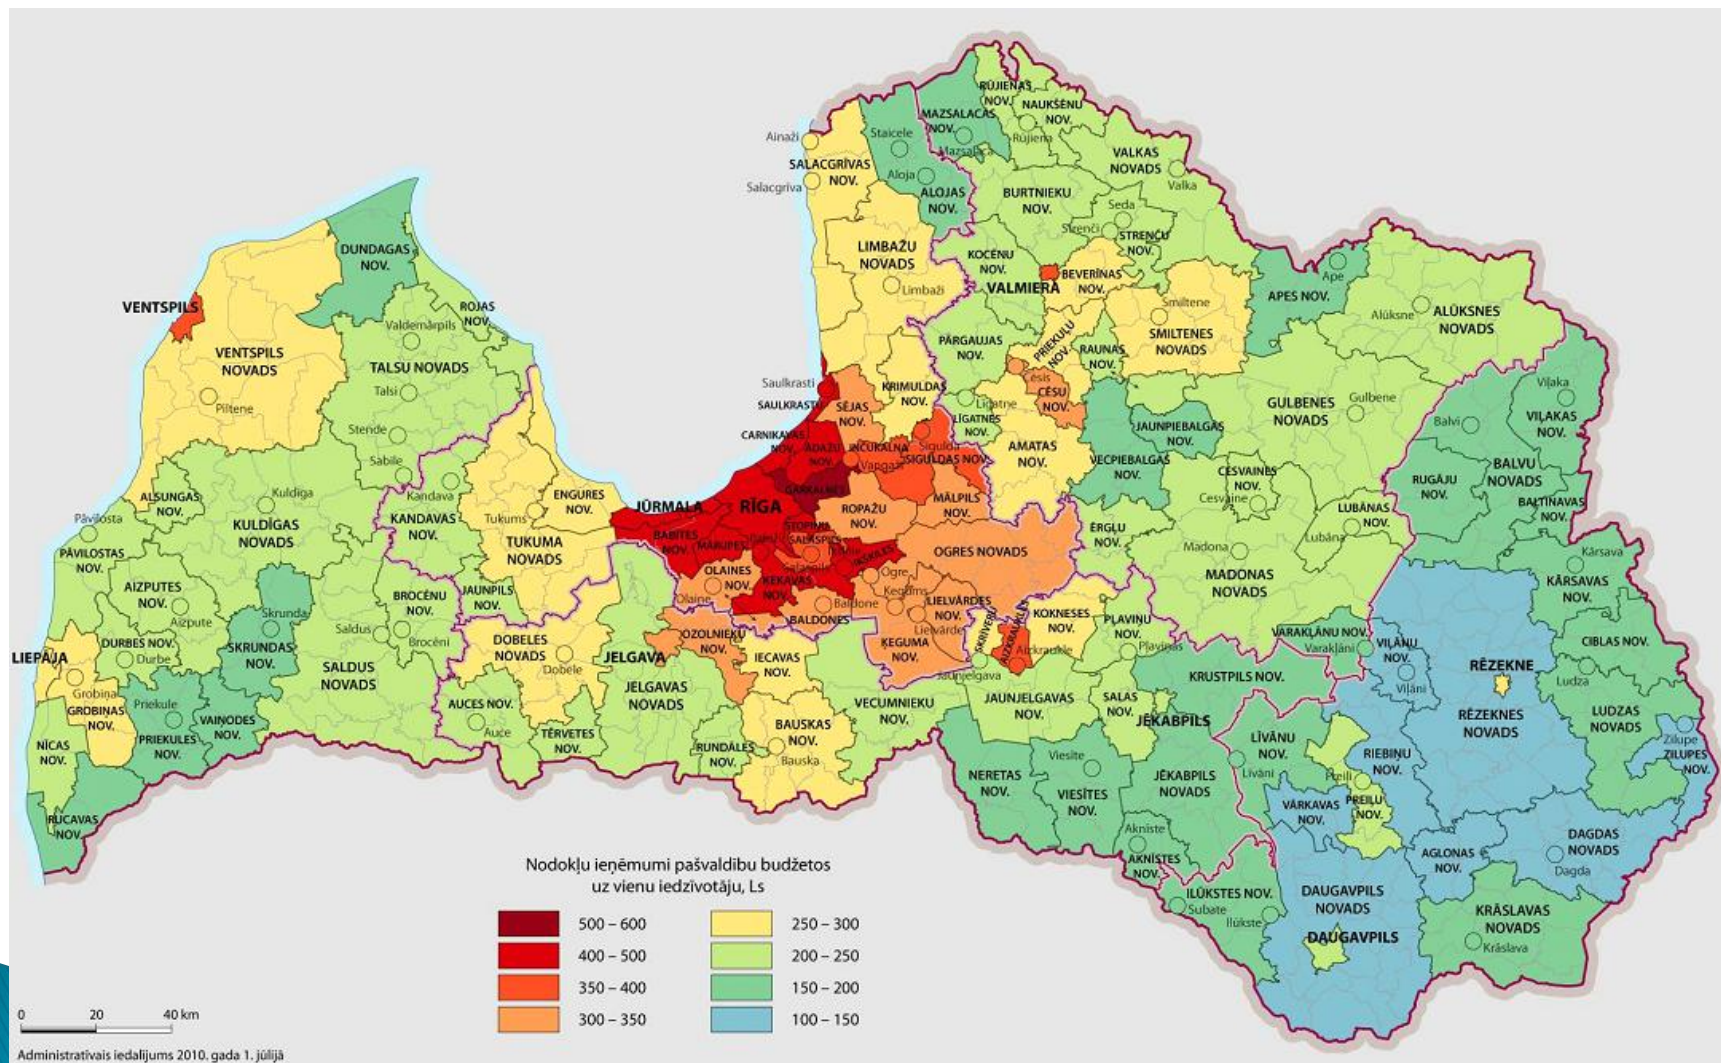 Ainaži
Salacgrīva
SALACGRĪVAS
NOV.
Staicele
Aloja
ALOJAS
NOV.
MAZSALACAS
NOV.
Mazsalaca
RŪJIENAS
NOV.
Rūjiena
NAUKŠĒNU
NOV.
VALKAS
NOVADS
Valka
BURTNIEKU
NOV.
Seda
Strenči
STRENČU
NOV.
LIMBAŽU
NOVADS
Limbaži
KOCĒNU
NOV.
VALMIERA
BEVERĪNAS
NOV.
Smiltene
SMILTENES
NOVADS
Ape
APES NOV.
Alūksne
ALŪKSNES
NOVADS
DUNDAGAS
NOV.
VENTSPILS
VENTSPILS
NOVADS
Piltene
ROJAS
NOV.
Valdemārpils
TALSU NOVADS
Talsi
Stende
Sabile
PĀRGAUJAS
NOV.
PRIEKUĻU
NOV.
RAUNAS
NOV.
Cēsis
CĒSU
NOV.
Līgatne
LĪGATNES
NOV.
AMATAS
NOV.
JAUNPIEBALGAS
NOV.
VECPIEBALGAS
NOV.
GULBENES
NOVADS
Gulbene
Viļaka
VIĻAKAS
NOV.
Balvi
BALVU
NOVADS
RUGĀJU
NOV.
BALTINAVAS
NOV.
Saulkrasti
SAULKRASTU
SĒJAS
NOV.
KRIMULDAS
NOV.
CARNIKAVAS
NOV.
ĀDAŽU
NOV.
INČUKALNA
Vangaži
Sigulda
SIGULDAS NOV.
GARKALNES
MĀLPILS
NOV.
ROPAŽU
NOV.
JŪRMALA
RĪGA
BABĪTES
NOV.
MĀRUPES
STOPIŅU
SALASPILS
Salaspils
IKŠĶILES
OLAINES
NOV.
Olaine
ĶEKAVAS
NOV.
Baldone
BALDONES
OGRES NOVADS
Ogre
Ķegums
LIELVĀRDES
NOV.
Lielvārde
ĶEGUMA
NOV.
ALSUNGAS
NOV.
Kuldīga
KULDĪGAS
NOVADS
Kandava
KANDAVAS
NOV.
Tukums
TUKUMA
NOVADS
ENGURES
NOV.
Pāvilosta
PĀVILOSTAS
NOV.
AIZPUTES
NOV.
Aizpute
DURBES NOV.
Durbe
Skrunda
SKRUNDAS
NOV.
Saldus
SALDUS
NOVADS
BROCĒNU
NOV.
Brocēni
JAUNPILS
NOV.
DOBELES
NOVADS
Dobele
JELGAVA
OZOLNIEKU
NOV.
JELGAVAS
NOVADS
AUCES NOV.
Auce
TĒRVETES
NOV.
RUNDĀLES
NOV.
IECAVAS
NOV.
BAUSKAS
NOV.
Bauska
VECUMNIEKU
NOV.
LIEPĀJA
Grobiņa
GROBIŅAS
NOV.
NĪCAS
NOV.
Priekule
PRIEKULES
NOV.
VAIŅODES
NOV.
RUCAVAS
NOV.
ĒRGĻU
NOV.
CESVAINES
NOV.
Cesvaine
LUBĀNAS
NOV.
Lubāna
Madona
MADONAS
NOVADS
SKRĪVERU
AIZKRAUKLES
Aizkraukle
KOKNESES
NOV.
PĻAVIŅU
NOV.
Pļaviņas
Jaunjelgava
JAUNJELGAVAS
NOV.
SALAS
NOV.
JĒKABPILS
KRUSTPILS NOV.
VARAKĻĀNU NOV.
Varakļāni
VIĻĀNU
NOV.
Viļāni
RĒZEKNE
RĒZEKNES
NOVADS
Kārsava
KĀRSAVAS
NOV.
CIBLAS NOV.
Ludza
LUDZAS
NOVADS
Zilupe
ZILUPES
NOV.
NERETAS
NOV.
Viesīte
VIESĪTES
NOV.
JĒKABPILS
NOVADS
Aknīste
AKNĪSTES
NOV.
LĪVĀNU
NOV.
Līvāni
Preiļi
PREIĻU
NOV.
RIEBIŅU
NOV.
VĀRKAVAS
NOV.
AGLONAS
NOV.
DAGDAS
NOVADS
Dagda
ILŪKSTES NOV.
Subate
Ilūkste
DAUGAVPILS
NOVADS
DAUGAVPILS
KRĀSLAVAS
NOVADS
Krāslava
Nodokļu ieņēmumi pašvaldību budžetos
uz vienu iedzīvotāju, Ls
500 – 600
400 – 500
350 – 400
300 – 350
250 – 300
200 – 250
150 – 200
100 – 150
0 20 40 km
Administratīvais iedalījums 2010. gada 1. jūlijā